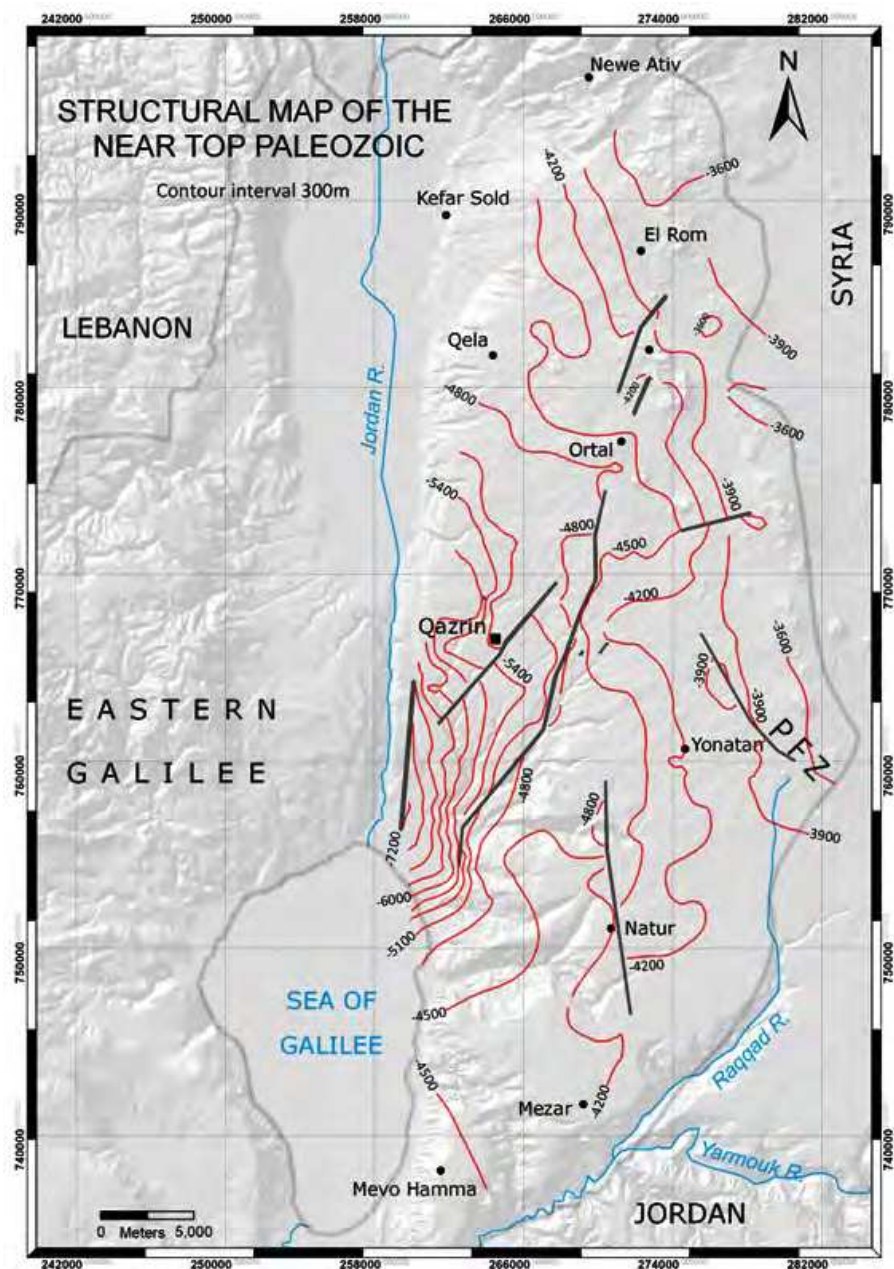 242000 250000 258000 266000 274000 282000
N
Newe Ativ
STRUCTURAL MAP OF THE
NEAR TOP PALEOZOIC
Contour interval 300m
-4200
-3600
790000
790000
Kefar Sold
El Rom
SYRIA
LEBANON
Qela
-3600
-3900
Jordan R.
780000
780000
-4800
-4200
-3600
Ortal
-5400
-3900
-4800
-4500
770000
770000
-4200
Qazrin
-3600
-5400
-3900
-3900
EASTERN
GALILEE
Yonatan
PFZ
760000
760000
-4800
-4800
-3900
-7200
-6000
Natur
-5100
-4200
750000
750000
SEA OF
GALILEE
-4500
Raqqad R.
-4500
Mezar
-4200
740000
740000
Yarmouk R.
Mevo Hamma
JORDAN
0 Meters 5,000
242000 250000 258000 266000 274000 282000